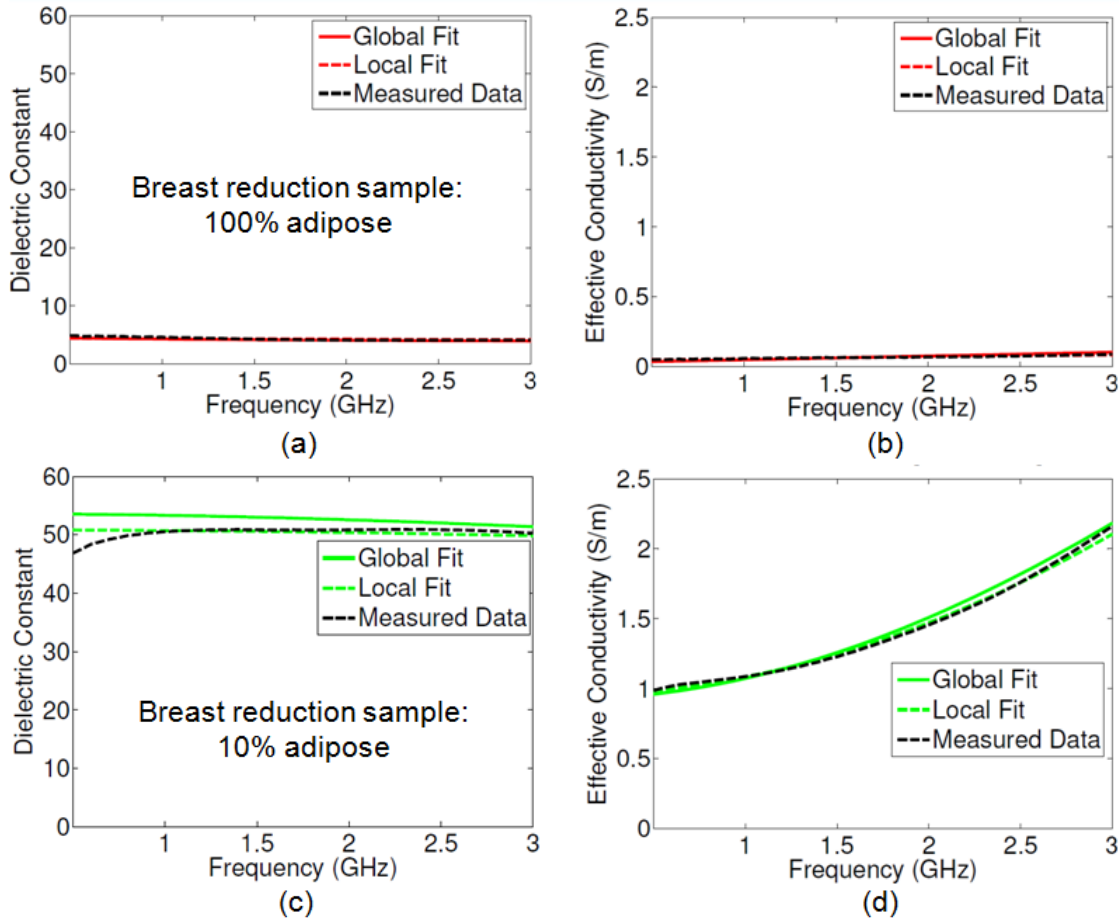 60
50
40
30
20
10
0
Dielectric Constant
Global Fit
Local Fit
Measured Data
Breast reduction sample:
100% adipose
1
1.5
2
2.5
3
Frequency (GHz)
(a)
2.5
2
1.5
1
0.5
0
Effective Conductivity (S/m)
Global Fit
Local Fit
Measured Data
1
1.5
2
2.5
3
Frequency (GHz)
(b)
60
50
40
30
20
10
0
Dielectric Constant
Global Fit
Local Fit
Measured Data
Breast reduction sample:
10% adipose
1
1.5
2
2.5
3
Frequency (GHz)
(c)
2.5
2
1.5
1
0.5
0
Effective Conductivity (S/m)
Global Fit
Local Fit
Measured Data
1
1.5
2
2.5
3
Frequency (GHz)
(d)